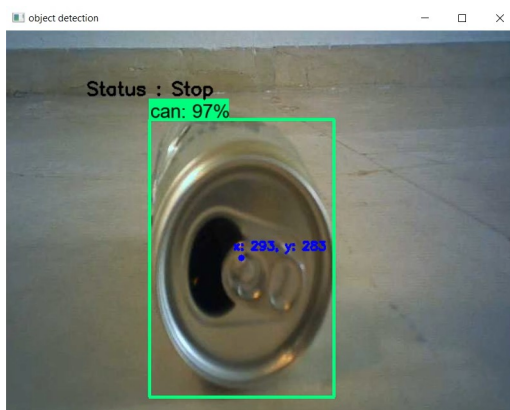 object detection
Status : Stop
can: 97%
x: 293, y: 283